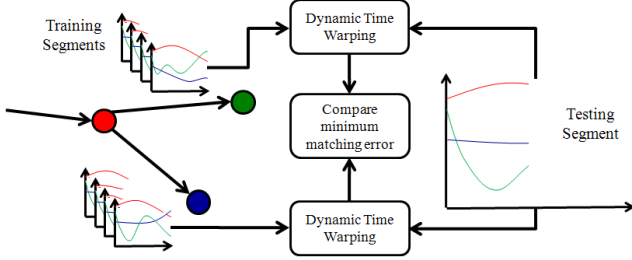 Training
Segments
Dynamic Time
Warping
Compare
minimum
matching error
Testing
Segment
Dynamic Time
Warping